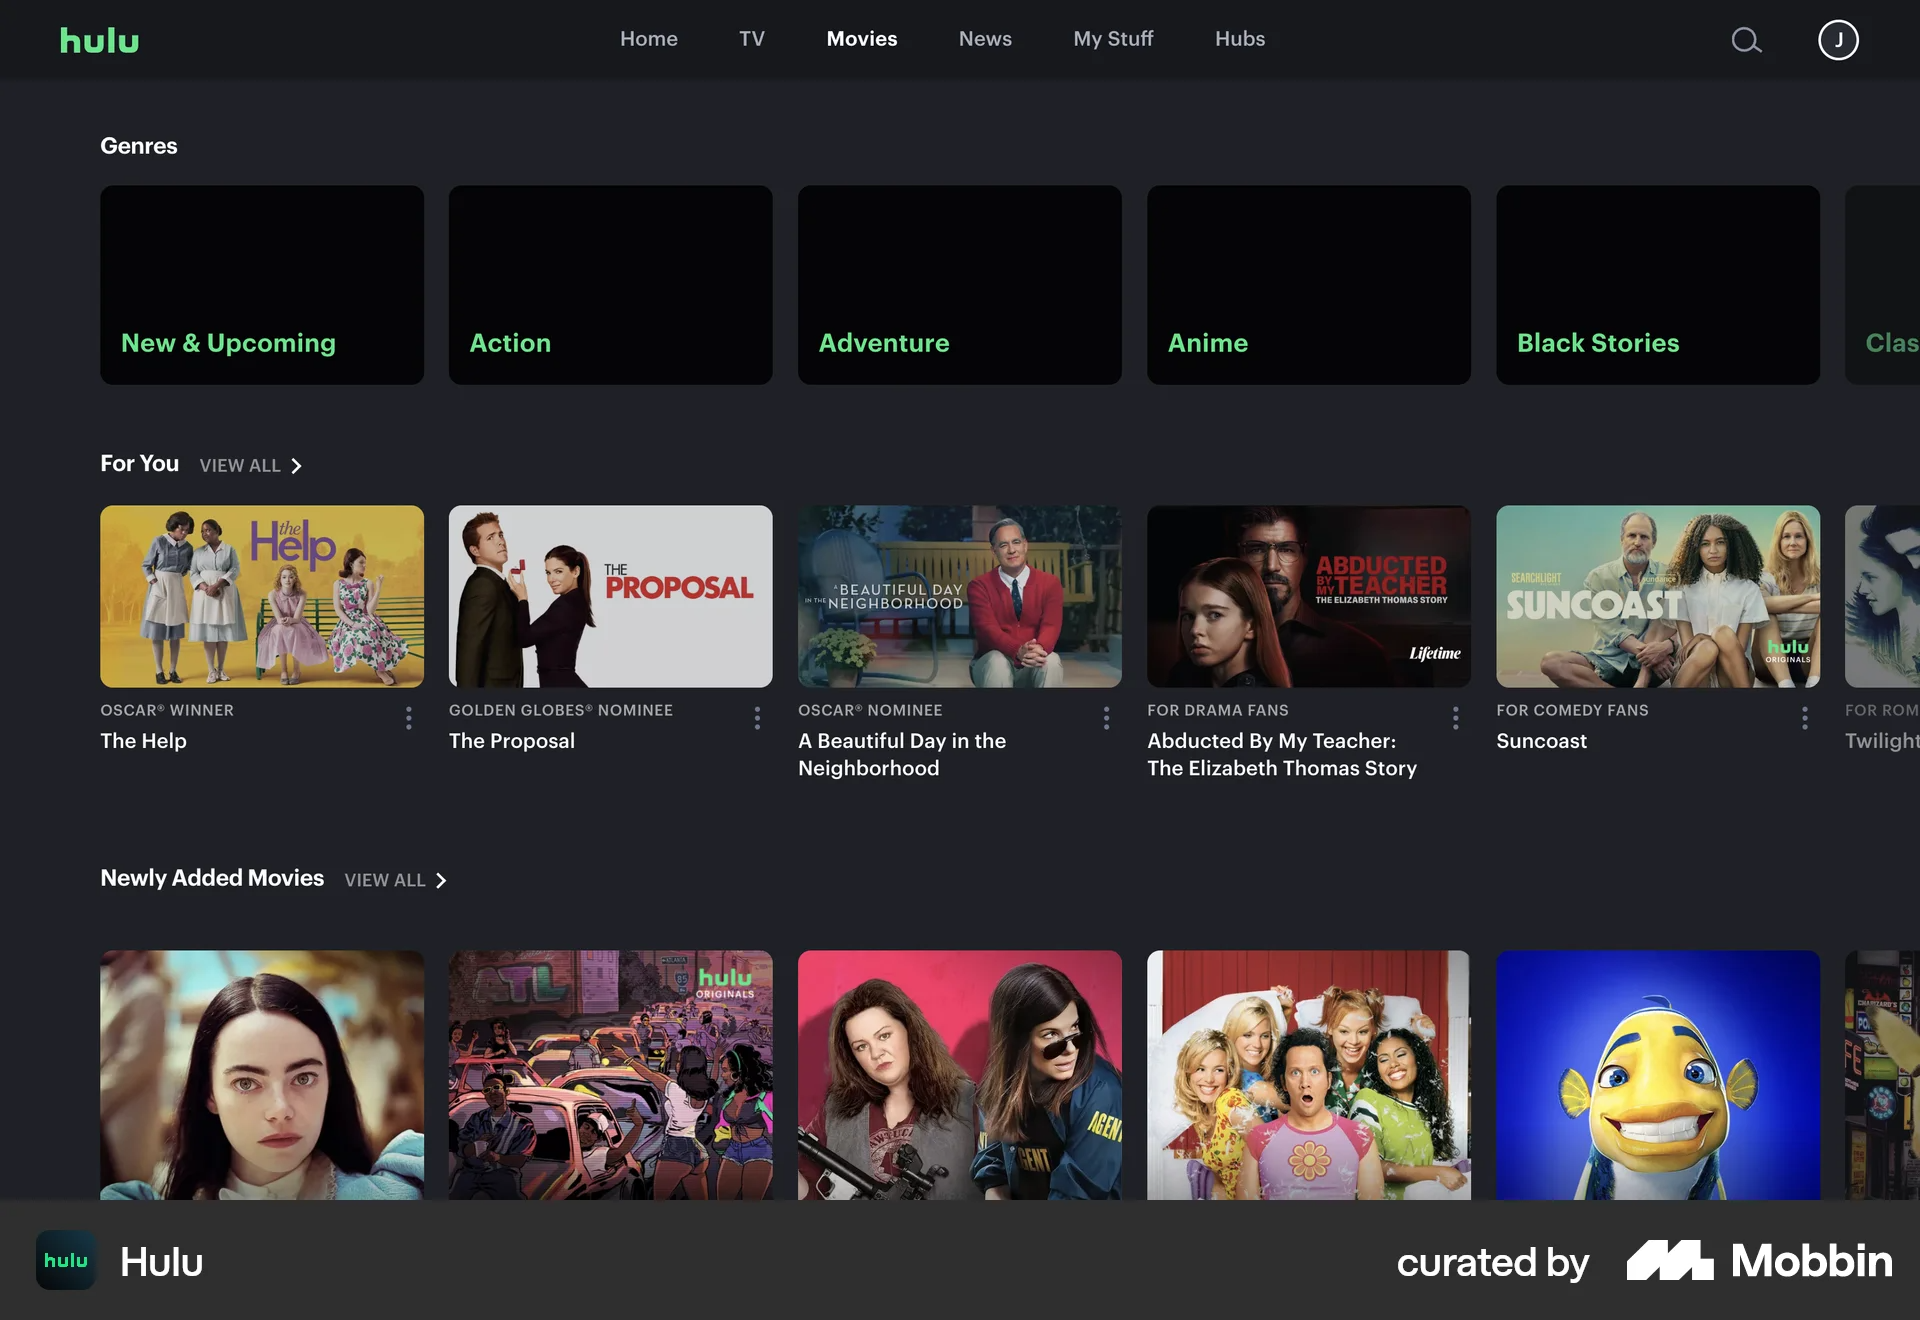 hulu
Home
TV
Movies
News
My Stuff
Hubs
J
Genres
New & Upcoming
Action
Adventure
Anime
Black Stories
Clas
For You
VIEW ALL
the
Help
THE
PROPOSAL
A BEAUTIFUL DAY
IN THE NEIGHBORHOOD
ABDUCTED
BY MY TEACHER
THE ELIZABETH THOMAS STORY
Lifetime
SEARCHLIGHT
sundance
SUNCOAST
hulu
ORIGINALS
OSCAR® WINNER
The Help
GOLDEN GLOBES® NOMINEE
The Proposal
OSCAR® NOMINEE
A Beautiful Day in the
Neighborhood
FOR DRAMA FANS
Abducted By My Teacher:
The Elizabeth Thomas Story
FOR COMEDY FANS
Suncoast
FOR ROM
Twilight
Newly Added Movies
VIEW ALL
ATL
hulu
ORIGINALS
AGENT
GENT
hulu
Hulu
curated by
Mobbin